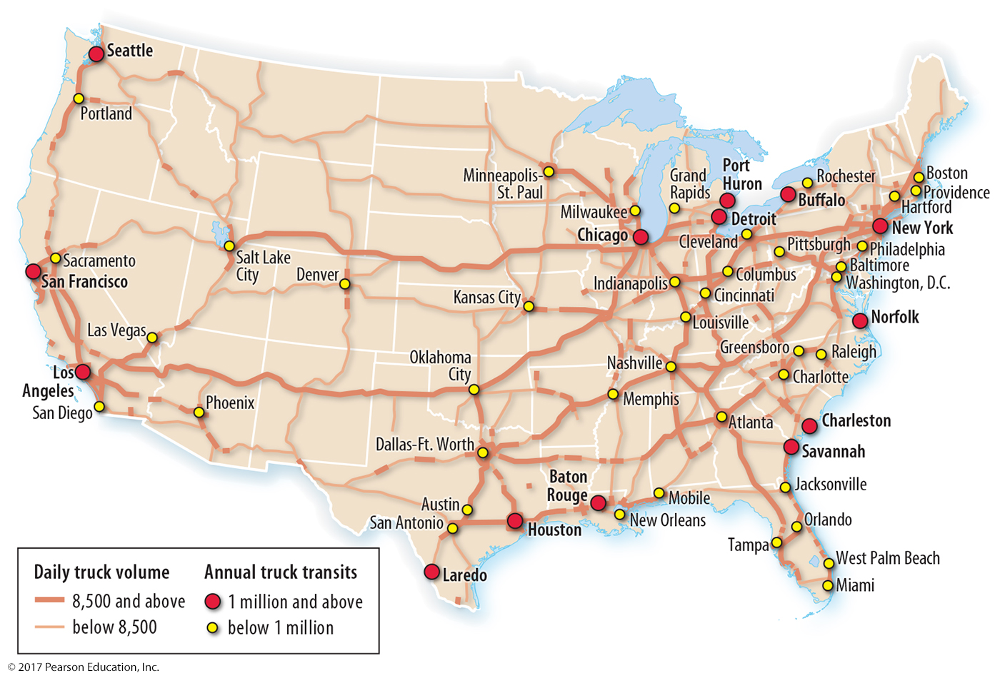 Seattle
Portland
Minneapolis-
St. Paul
Milwaukee
Chicago
Grand
Rapids
Port
Huron
Detroit
Rochester
Buffalo
Boston
Providence
Hartford
New York
Cleveland
Pittsburgh
Philadelphia
Baltimore
Washington, D.C.
Sacramento
San Francisco
Salt Lake
City
Denver
Kansas City
Indianapolis
Columbus
Cincinnati
Louisville
Norfolk
Las Vegas
Oklahoma
City
Nashville
Greensboro
Raleigh
Charlotte
Los
Angeles
San Diego
Phoenix
Memphis
Atlanta
Charleston
Savannah
Dallas-Ft. Worth
Baton
Rouge
Jacksonville
Austin
San Antonio
Houston
Mobile
New Orleans
Orlando
Tampa
West Palm Beach
Miami
Laredo
Daily truck volume
8,500 and above
below 8,500
Annual truck transits
1 million and above
below 1 million
© 2017 Pearson Education, Inc.